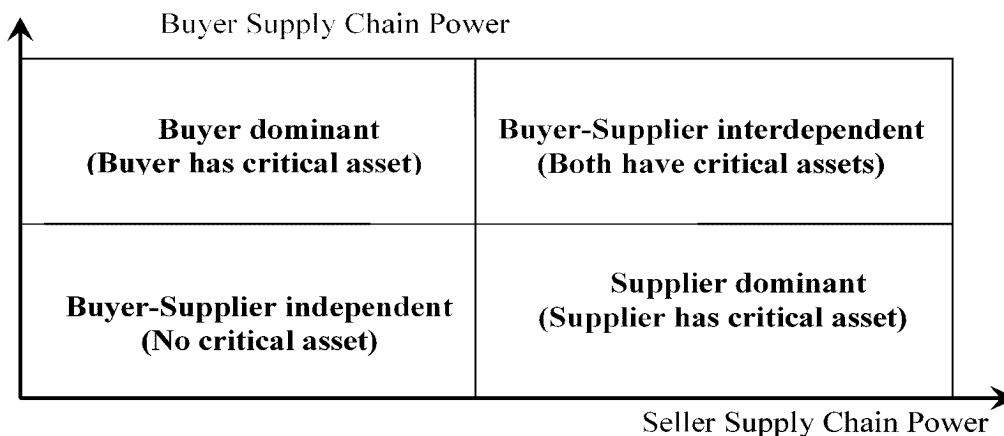 Buyer Supply Chain Power
Buyer dominant
(Buyer has critical asset)
Buyer-Supplier interdependent
(Both have critical assets)
Buyer-Supplier independent
(No critical asset)
Supplier dominant
(Supplier has critical asset)
Seller Supply Chain Power